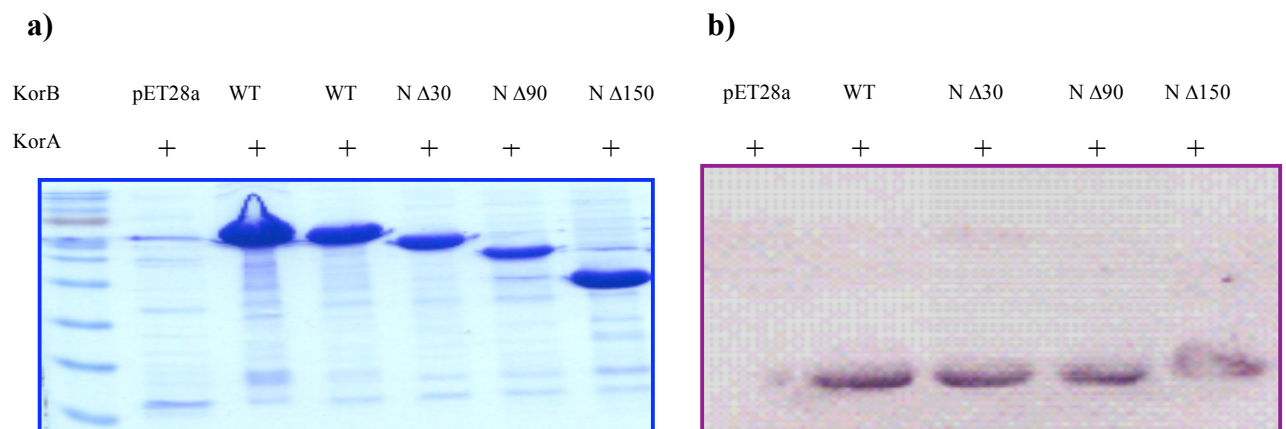 a)
KorB pET28a WT WT N Δ30 N Δ90 N Δ150
KorA + + + + + +
b)
pET28a WT N Δ30 N Δ90 N Δ150
+ + + + +